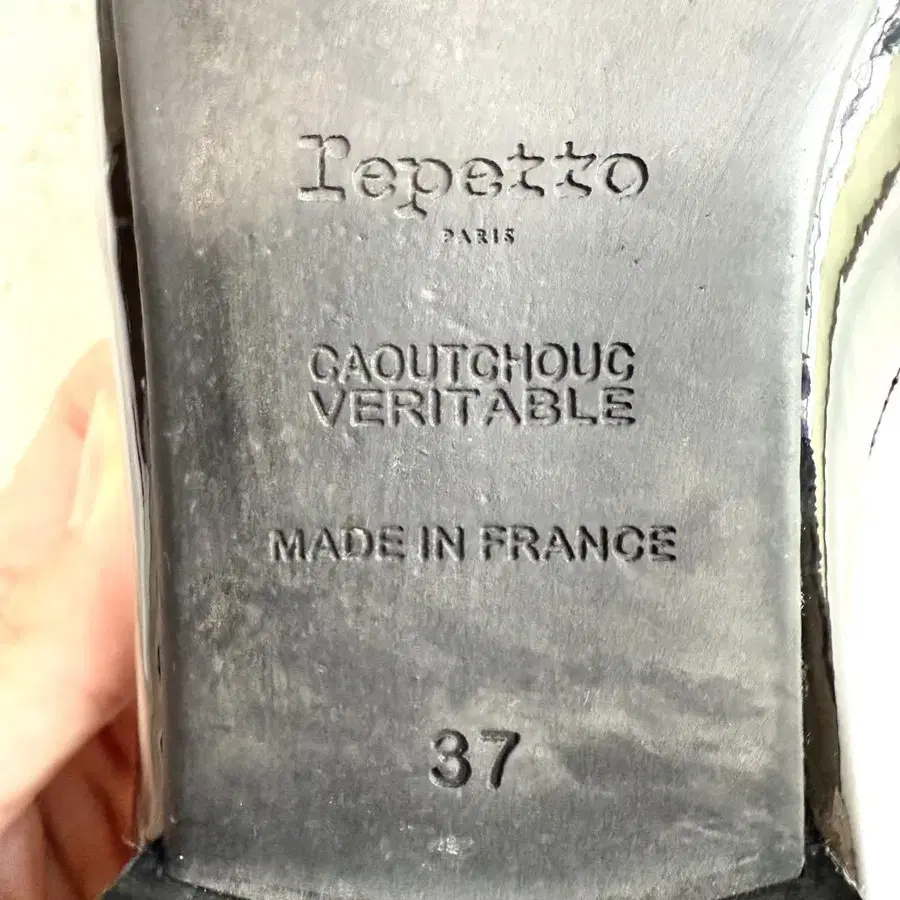 repetto
PARIS
CAOUTCHOUC
VERITABLE
MADE IN FRANCE
37